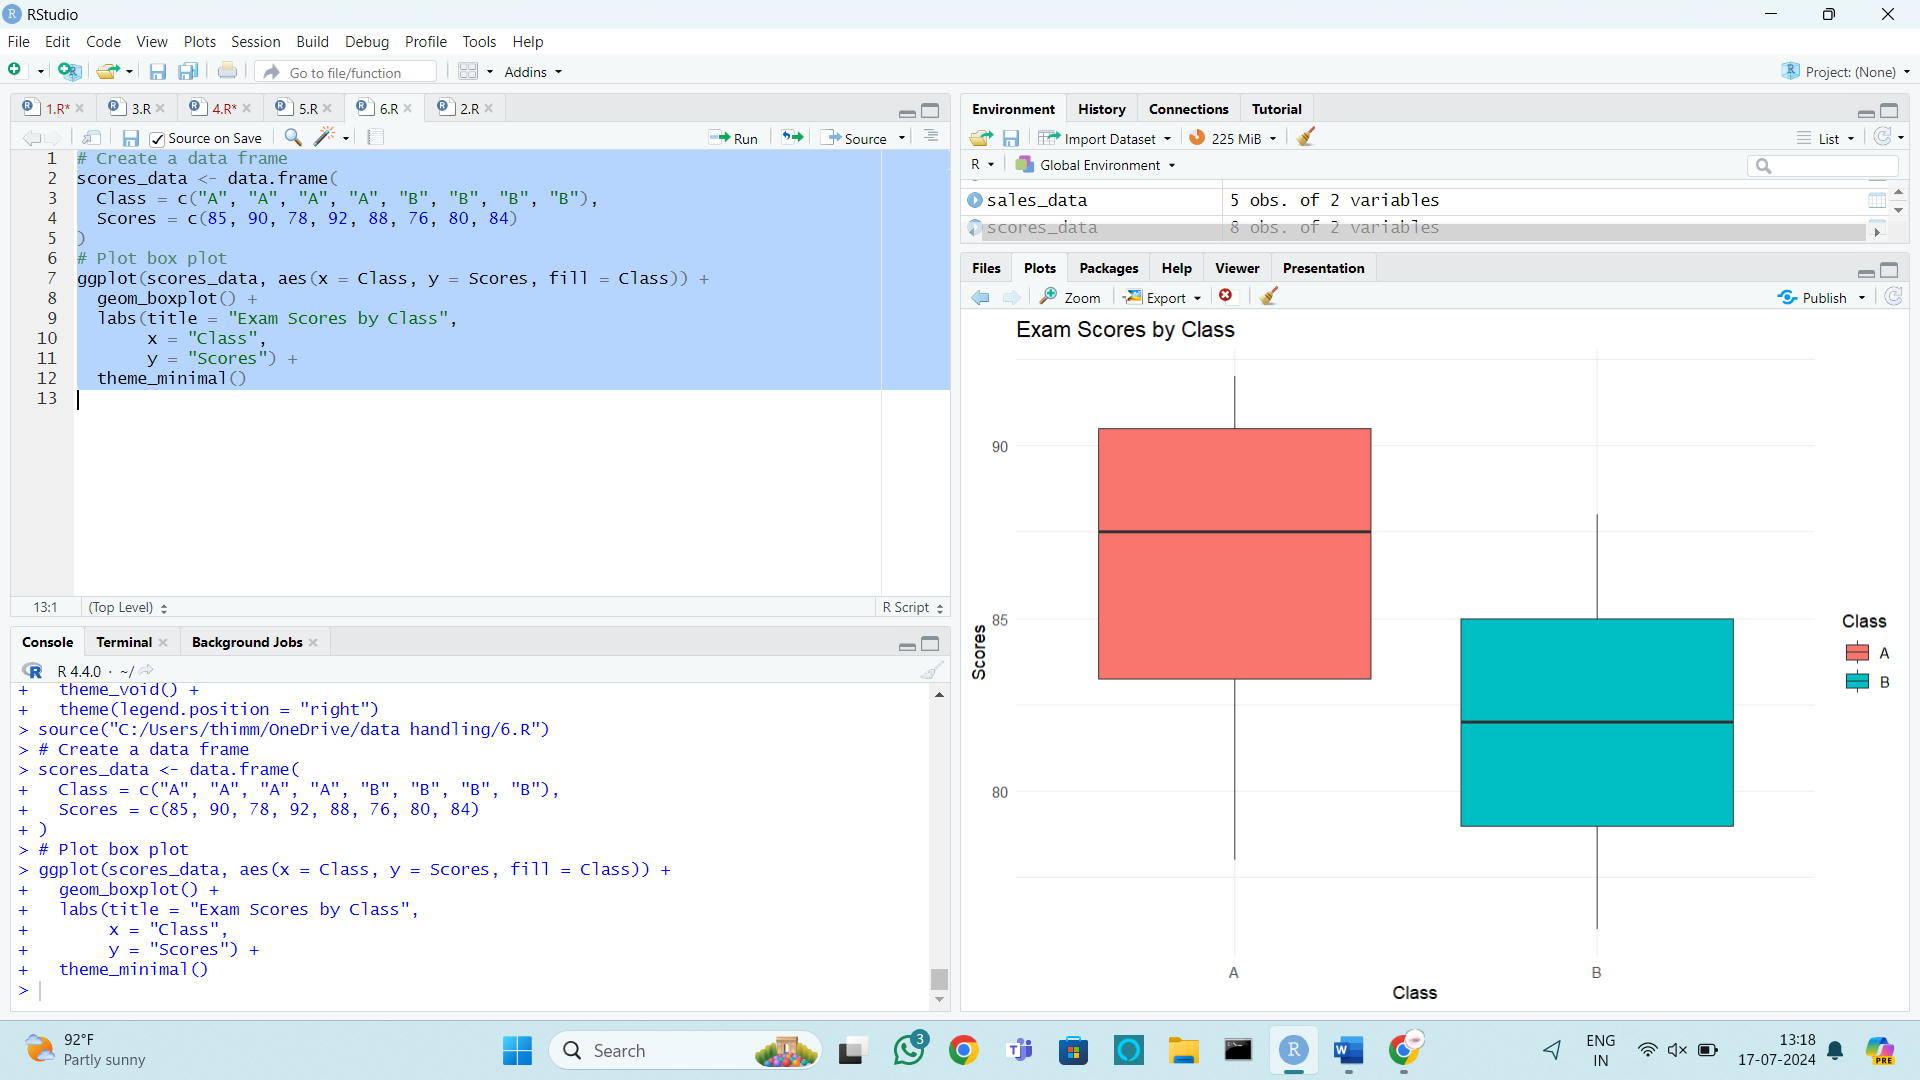 RStudio
File Edit Code View Plots Session Build Debug Profile Tools Help
Go to file/function Addins Project: (None)
1.R* 3.R 4.R* 5.R 6.R 2.R
Source on Save Run Source
1 # Create a data frame
2 scores_data <- data.frame(
3 Class = c("A", "A", "A", "A", "B", "B", "B", "B"),
4 Scores = c(85, 90, 78, 92, 88, 76, 80, 84)
5 )
6 # Plot box plot
7 ggplot(scores_data, aes(x = Class, y = Scores, fill = Class)) +
8 geom_boxplot() +
9 labs(title = "Exam Scores by Class",
10 x = "Class",
11 y = "Scores") +
12 theme_minimal()
13
13:1 (Top Level) R Script
Console Terminal Background Jobs
R 4.4.0 · ~/
+ theme_void() +
+ theme(legend.position = "right")
> source("C:/Users/thimm/OneDrive/data handling/6.R")
> # Create a data frame
> scores_data <- data.frame(
+ Class = c("A", "A", "A", "A", "B", "B", "B", "B"),
+ Scores = c(85, 90, 78, 92, 88, 76, 80, 84)
+ )
> # Plot box plot
> ggplot(scores_data, aes(x = Class, y = Scores, fill = Class)) +
+ geom_boxplot() +
+ labs(title = "Exam Scores by Class",
+ x = "Class",
+ y = "Scores") +
+ theme_minimal()
>
Environment History Connections Tutorial
Import Dataset 225 MiB List
R Global Environment
sales_data 5 obs. of 2 variables
scores_data 8 obs. of 2 variables
Files Plots Packages Help Viewer Presentation
Zoom Export Publish
Exam Scores by Class
90
85
80
Scores
A B
Class
Class
A
B
92°F
Partly sunny
Search
3
PRE
ENG
IN
13:18
17-07-2024